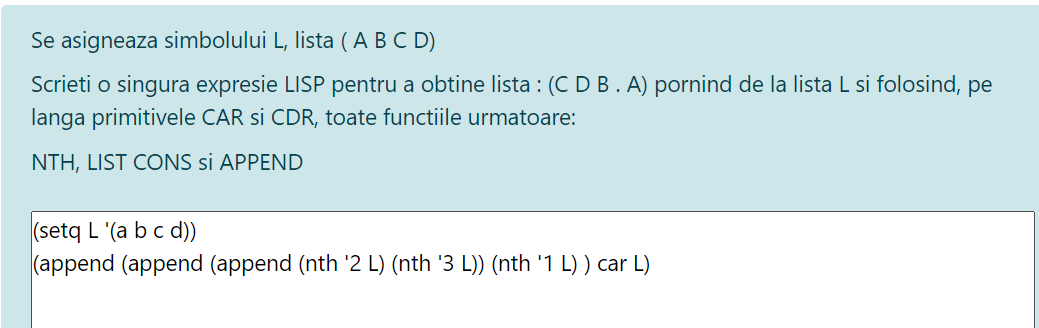 Se asigneaza simbolului L, lista ( A B C D)
Scrieti o singura expresie LISP pentru a obtine lista : (C D B . A) pornind de la lista L si folosind, pe
langa primitivele CAR si CDR, toate functiile urmatoare:
NTH, LIST CONS si APPEND
(setq L '(a b c d))
(append (append (append (nth '2 L) (nth '3 L)) (nth '1 L) ) car L)